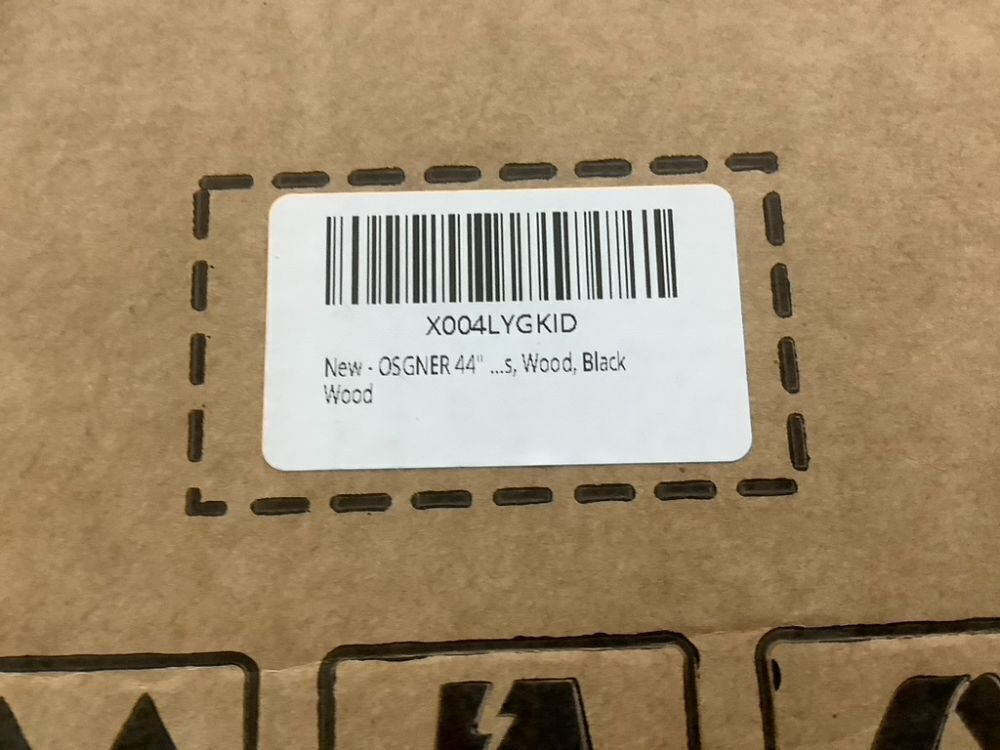 X004LYGKID
New - OSGNER 44" ...s, Wood, Black
Wood